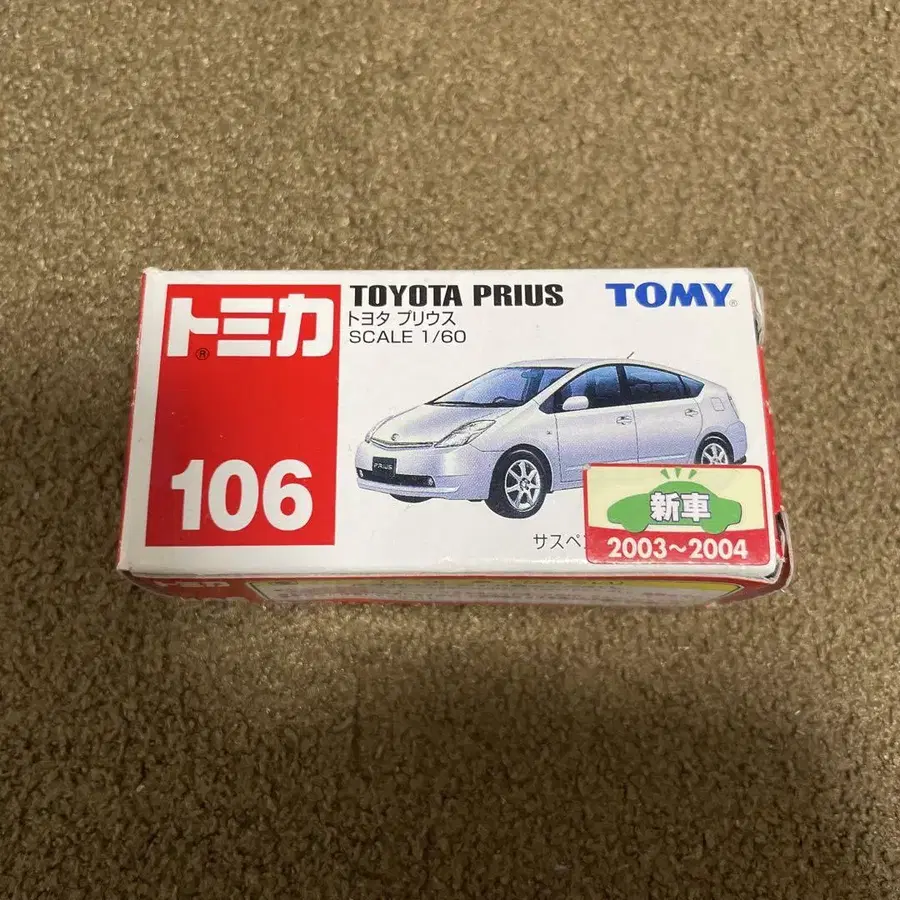 トミカ®
106
TOYOTA PRIUS
トヨタ プリウス
SCALE 1/60
TOMY®
PRIUS
サスペ
新車
2003～2004
トミカ